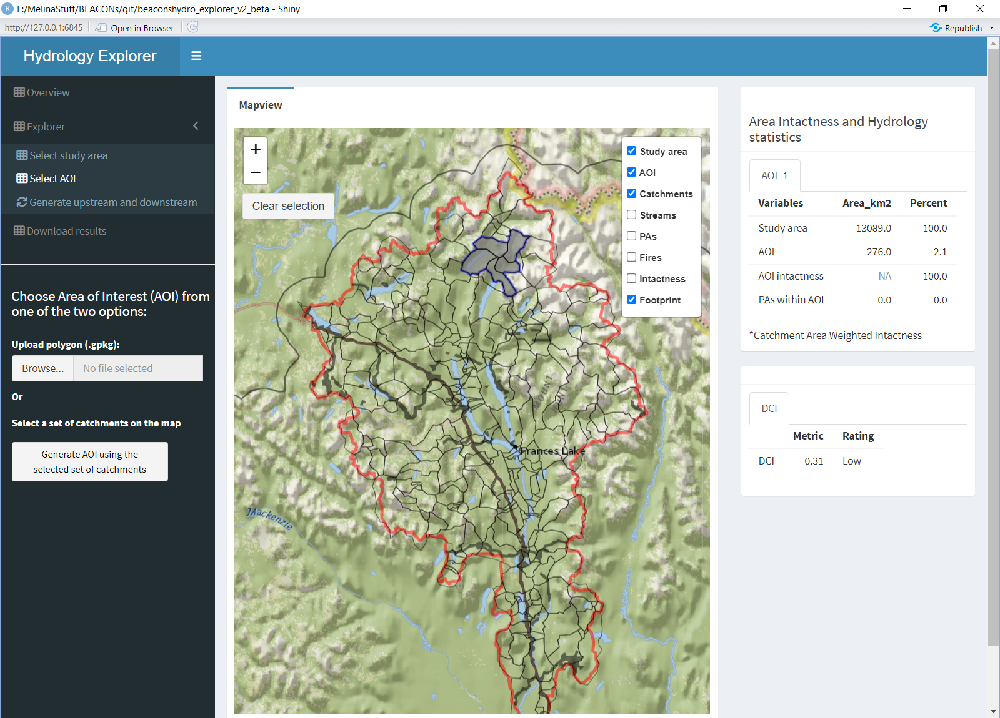 E:/MelinaStuff/BEACONs/git/beaconshydro_explorer_v2_beta - Shiny
http://127.0.0.1:6845
Open in Browser
Republish
Hydrology Explorer
Overview
Explorer
Select study area
Select AOI
Generate upstream and downstream
Download results
Choose Area of Interest (AOI) from
one of the two options:
Upload polygon (.gpkg):
Browse... No file selected
Or
Select a set of catchments on the map
Generate AOI using the
selected set of catchments
Mapview
+
−
Clear selection
Study area
AOI
Catchments
Streams
PAs
Fires
Intactness
Footprint
MOUNT
Frances Lake
Mackenzie
Area Intactness and Hydrology
statistics
AOI_1
Variables Area_km2 Percent
Study area 13089.0 100.0
AOI 276.0 2.1
AOI intactness NA 100.0
PAs within AOI 0.0 0.0
*Catchment Area Weighted Intactness
DCI
Metric Rating
DCI 0.31 Low